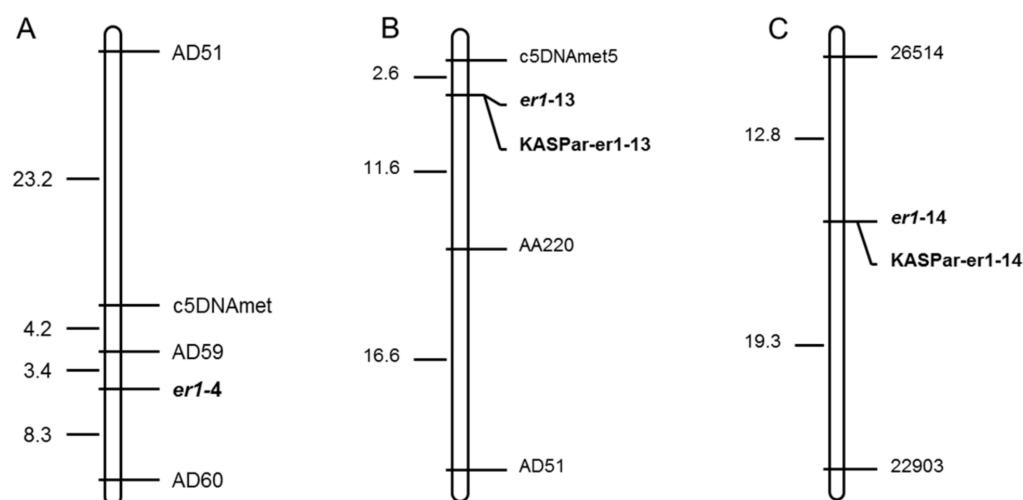 A
AD51
23.2
c5DNAmet
4.2
AD59
3.4
er1-4
8.3
AD60
B
c5DNAmet5
2.6
er1-13
KASPar-er1-13
11.6
AA220
16.6
AD51
C
26514
12.8
er1-14
KASPar-er1-14
19.3
22903